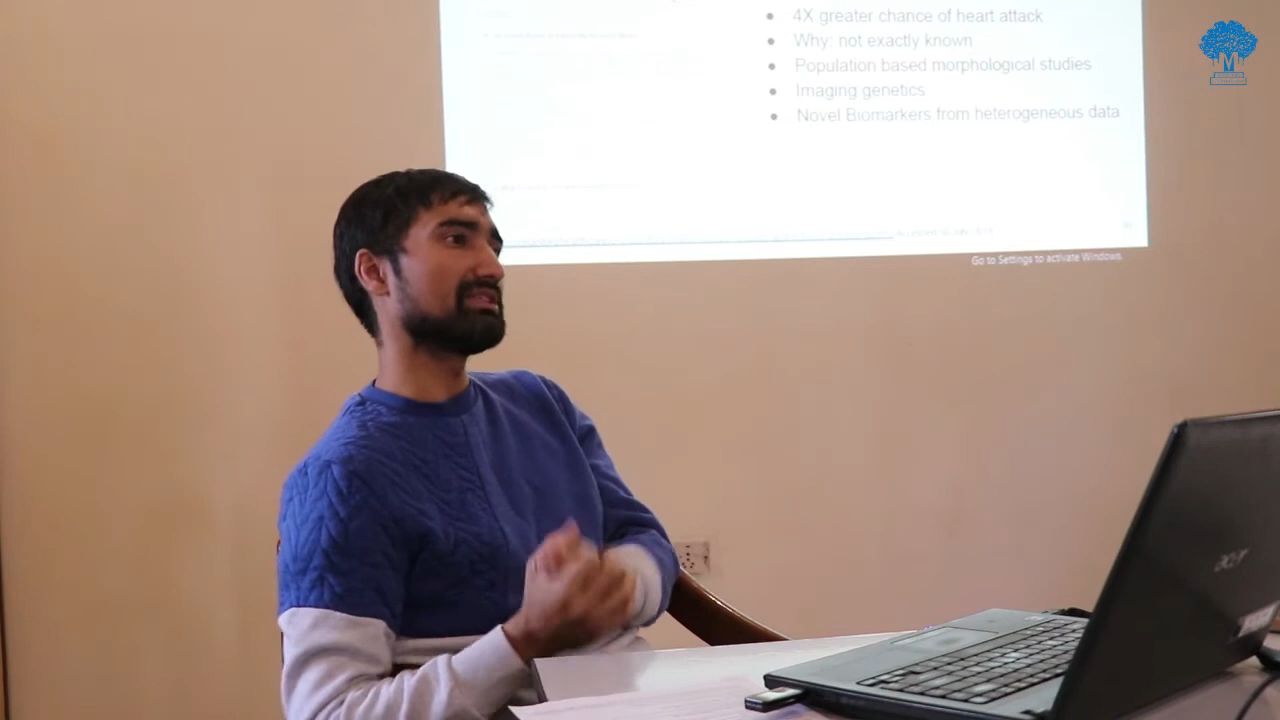 4X greater chance of heart attack
Why: not exactly known
Population based morphological studies
Imaging genetics
Novel Biomarkers from heterogeneous data
Go to Settings to activate Windows.
M
acer